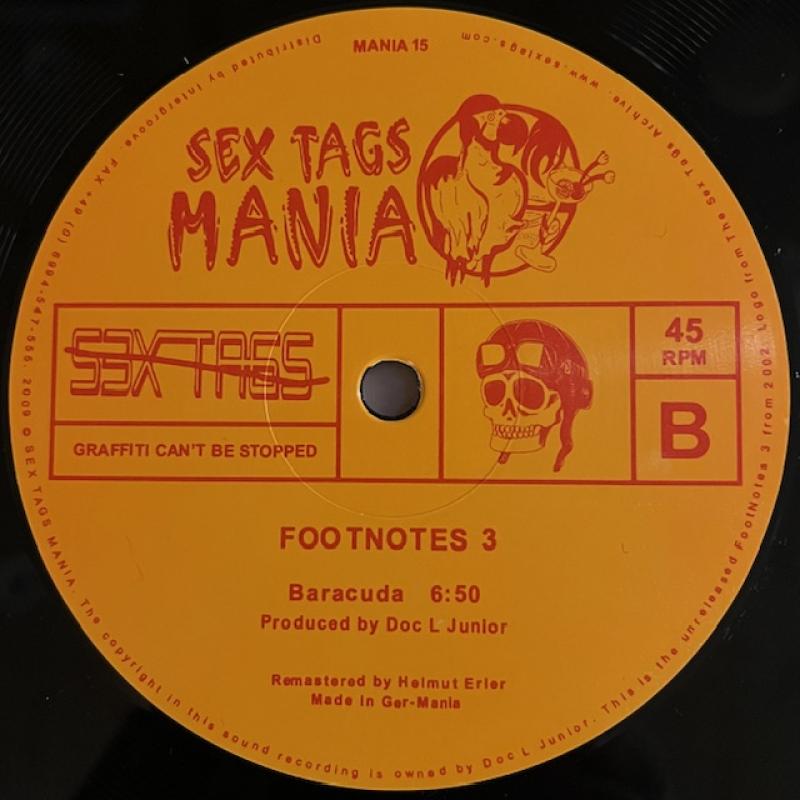 MANIA 15
SEX TAGS
MANIA
S3X TAGS
GRAFFITI CAN'T BE STOPPED
45
RPM
B
FOOTNOTES 3
Baracuda 6:50
Produced by Doc L Junior
Remastered by Helmut Erler
Made in Ger-Mania
Distributed by Intergroove. FAX +49 (0) 6994-547-556. 2009 © SEX TAGS MANIA. The copyright in this sound recording is owned by Doc L Junior. This is the unreleased FootNotes 3 from 2002. Logo from The Sex Tags Archive. www.sextags.com